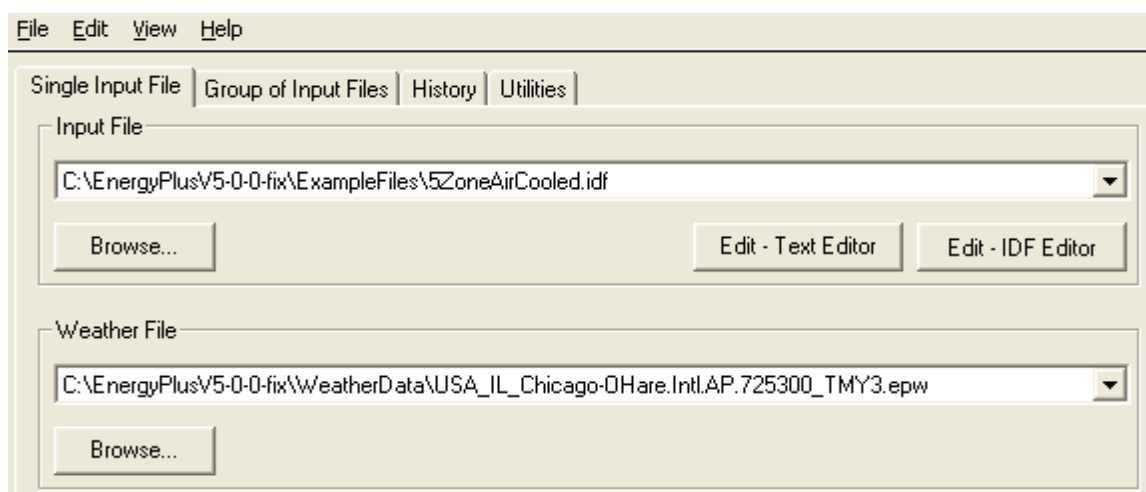 File Edit View Help
Single Input File Group of Input Files History Utilities
Input File
C:\EnergyPlusV5-0-0-fix\ExampleFiles\5ZoneAirCooled.idf
Browse... Edit - Text Editor Edit - IDF Editor
Weather File
C:\EnergyPlusV5-0-0-fix\WeatherData\USA_IL_Chicago-OHare.Intl.AP.725300_TMY3.epw
Browse...